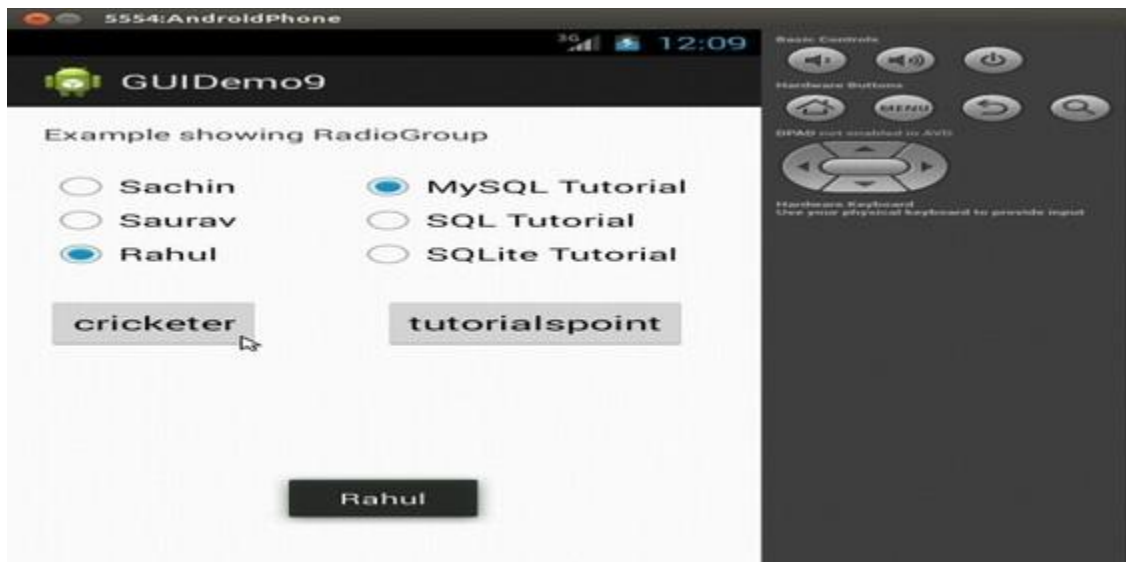 5554:AndroidPhone
3G 12:09
GUIDemo9
Example showing RadioGroup
Sachin
Saurav
Rahul
MySQL Tutorial
SQL Tutorial
SQLite Tutorial
cricketer
tutorialspoint
Rahul
Basic Controls
Hardware Buttons
MENU
DPAD not enabled in AVD
Hardware Keyboard
Use your physical keyboard to provide input